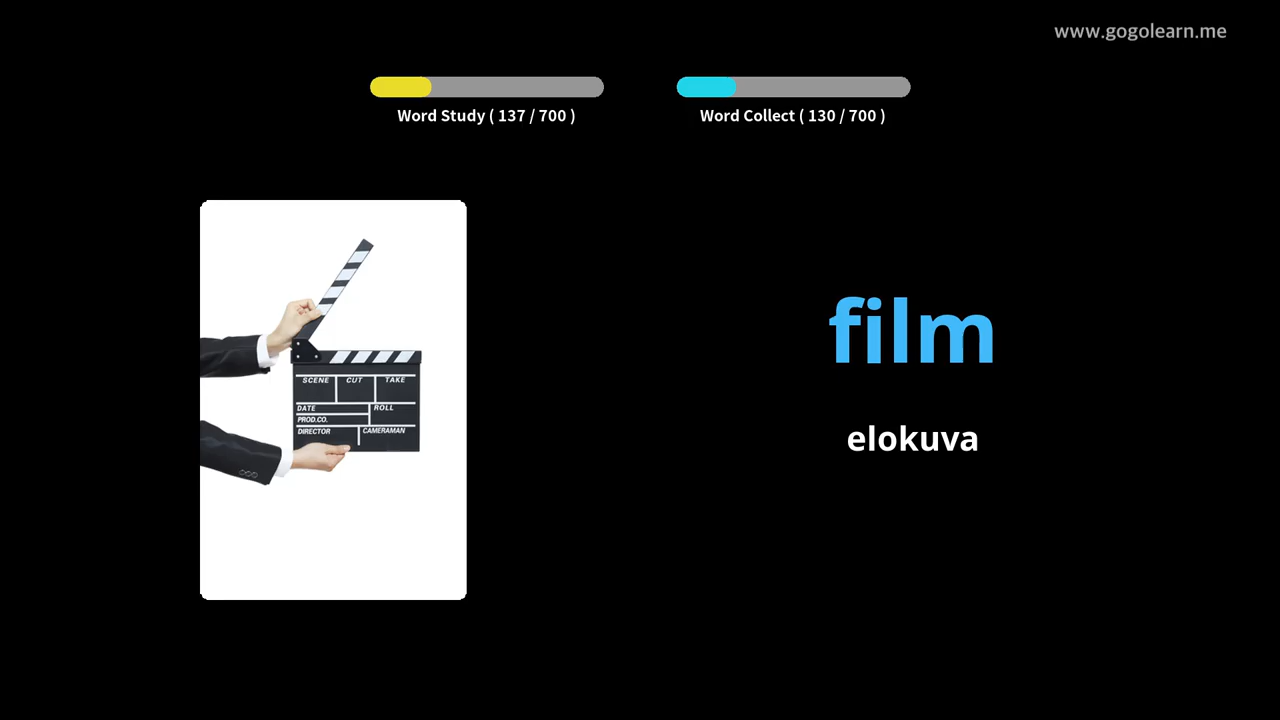 www.gogolearn.me
Word Study ( 137 / 700 )
Word Collect ( 130 / 700 )
SCENE CUT TAKE
DATE ROLL
PROD.CO.
DIRECTOR CAMERAMAN
film
elokuva